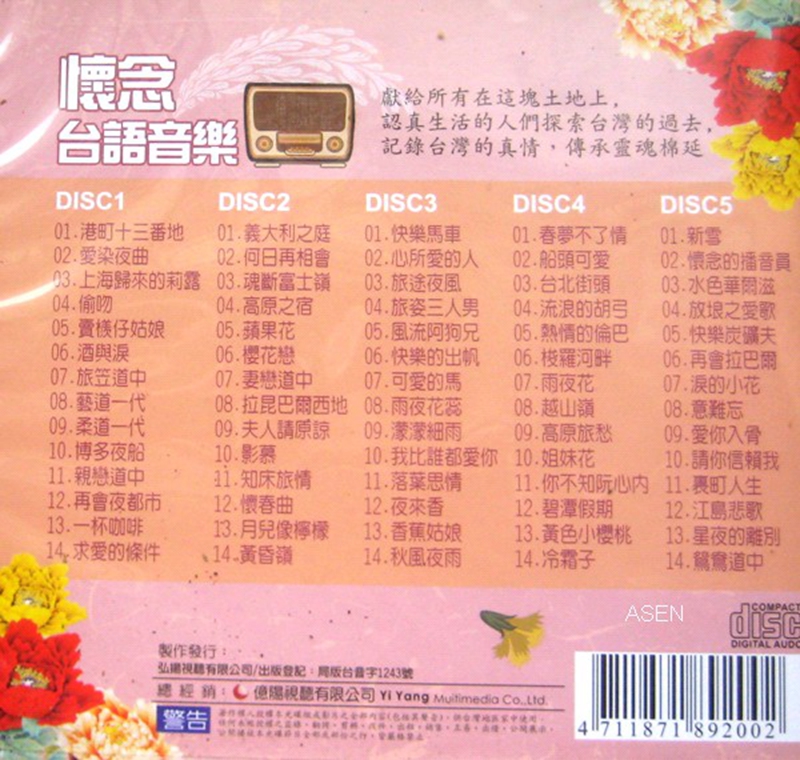 懷念
台語音樂
獻給所有在這塊土地上,
認真生活的人們探索台灣的過去,
記錄台灣的真情，傳承靈魂棉延
DISC1
01.港町十三番地
02.愛染夜曲
03.上海歸來的莉露
04.偷吻
05.賣檨仔姑娘
06.酒與淚
07.旅笠道中
08.藝道一代
09.柔道一代
10.博多夜船
11.親戀道中
12.再會夜都市
13.一杯咖啡
14.求愛的條件
DISC2
01.義大利之庭
02.何日再相會
03.魂斷富士嶺
04.高原之宿
05.蘋果花
06.櫻花戀
07.妻戀道中
08.拉昆巴爾西地
09.夫人請原諒
10.影慕
11.知床旅情
12.懷春曲
13.月兒像檸檬
14.黃昏嶺
DISC3
01.快樂馬車
02.心所愛的人
03.旅途夜風
04.旅姿三人男
05.風流阿狗兄
06.快樂的出帆
07.可愛的馬
08.雨夜花蕊
09.濛濛細雨
10.我比誰都愛你
11.落葉思情
12.夜來香
13.香蕉姑娘
14.秋風夜雨
DISC4
01.春夢不了情
02.船頭可愛
03.台北街頭
04.流浪的胡弓
05.熱情的倫巴
06.梭羅河畔
07.雨夜花
08.越山嶺
09.高原旅愁
10.姐妹花
11.你不知阮心內
12.碧潭假期
13.黃色小櫻桃
14.冷霜子
DISC5
01.新雪
02.懷念的播音員
03.水色華爾滋
04.放浪之愛歌
05.快樂炭礦夫
06.再會拉巴爾
07.淚的小花
08.意難忘
09.愛你入骨
10.請你信賴我
11.裏町人生
12.江島悲歌
13.星夜的離別
14.鴛鴦道中
ASEN
COMPACT
disc
DIGITAL AUDIO
製作發行：
弘揚視聽有限公司/出版登記：局版台音字1243號
總經銷：億陽視聽有限公司 Yi Yang Multimedia Co.,Ltd.
警告
4 711871 892002